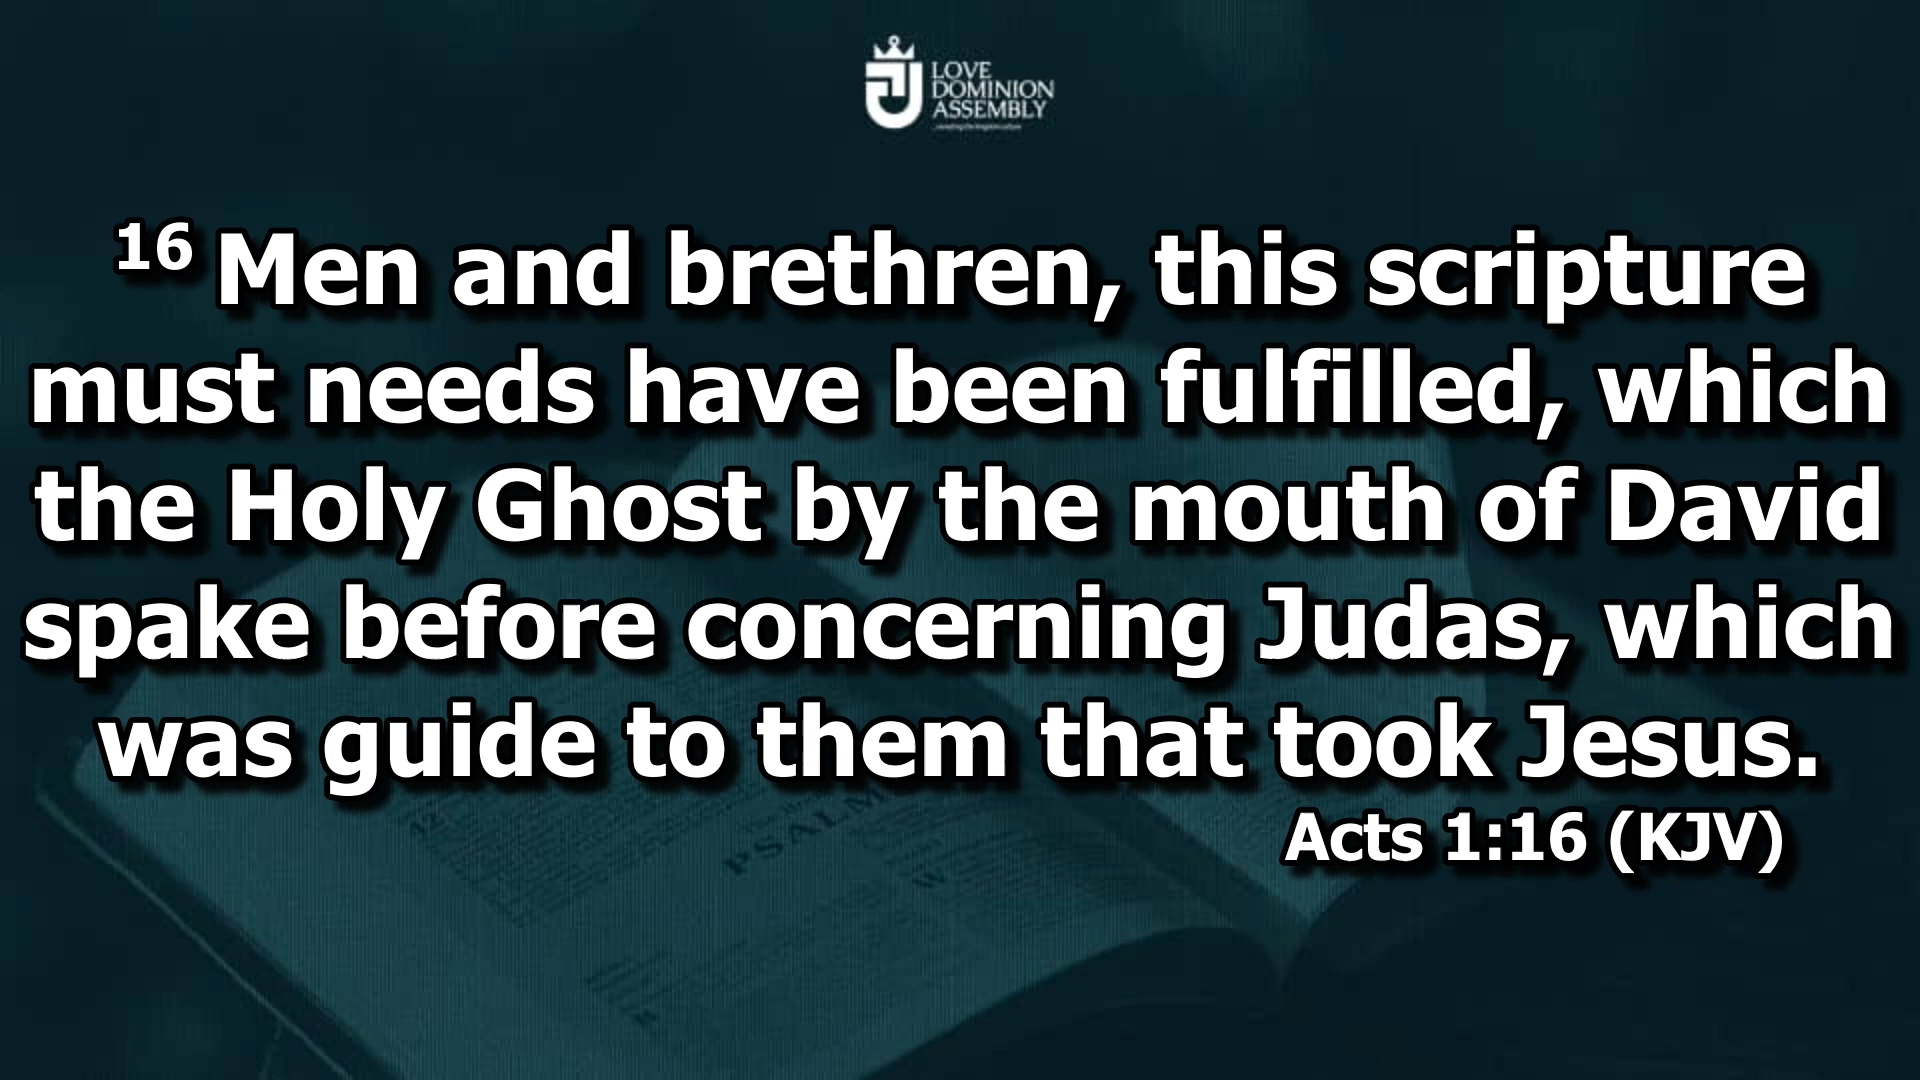 LOVE
DOMINION
ASSEMBLY
16 Men and brethren, this scripture
must needs have been fulfilled, which
the Holy Ghost by the mouth of David
spake before concerning Judas, which
was guide to them that took Jesus.
12
PSALM
Acts 1:16 (KJV)